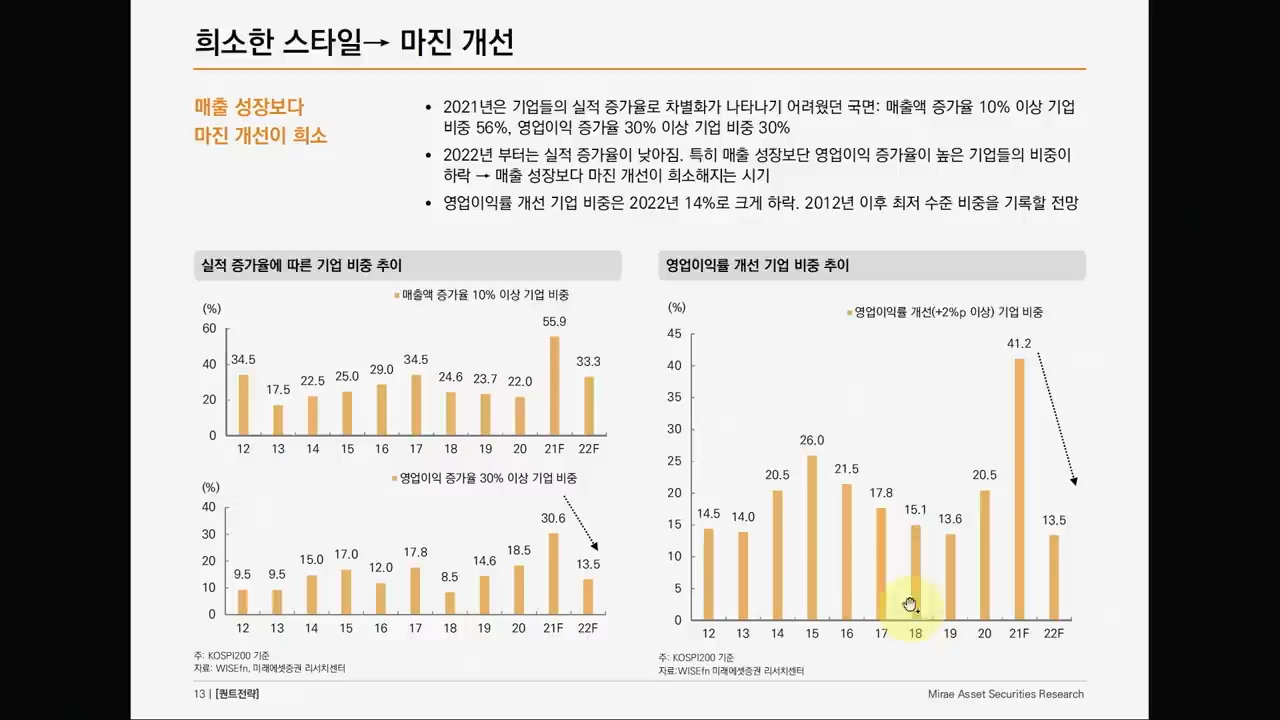 희소한 스타일→ 마진 개선
매출 성장보다
마진 개선이 희소
• 2021년은 기업들의 실적 증가율로 차별화가 나타나기 어려웠던 국면: 매출액 증가율 10% 이상 기업
비중 56%, 영업이익 증가율 30% 이상 기업 비중 30%
• 2022년 부터는 실적 증가율이 낮아짐. 특히 매출 성장보단 영업이익 증가율이 높은 기업들의 비중이
하락 → 매출 성장보다 마진 개선이 희소해지는 시기
• 영업이익률 개선 기업 비중은 2022년 14%로 크게 하락. 2012년 이후 최저 수준 비중을 기록할 전망
실적 증가율에 따른 기업 비중 추이
매출액 증가율 10% 이상 기업 비중
(%)
60
40
20
0
34.5 17.5 22.5 25.0 29.0 34.5 24.6 23.7 22.0 55.9 33.3
12 13 14 15 16 17 18 19 20 21F 22F
영업이익 증가율 30% 이상 기업 비중
(%)
40
30
20
10
0
9.5 9.5 15.0 17.0 12.0 17.8 8.5 14.6 18.5 30.6 13.5
12 13 14 15 16 17 18 19 20 21F 22F
주: KOSPI200 기준
자료: WISEfn, 미래에셋증권 리서치센터
영업이익률 개선 기업 비중 추이
(%)
영업이익률 개선(+2%p 이상) 기업 비중
45
40
35
30
25
20
15
10
5
0
14.5 14.0 20.5 26.0 21.5 17.8 15.1 13.6 20.5 41.2 13.5
12 13 14 15 16 17 18 19 20 21F 22F
주: KOSPI200 기준
자료:WISEfn 미래에셋증권 리서치센터
13 | [퀀트전략]
Mirae Asset Securities Research